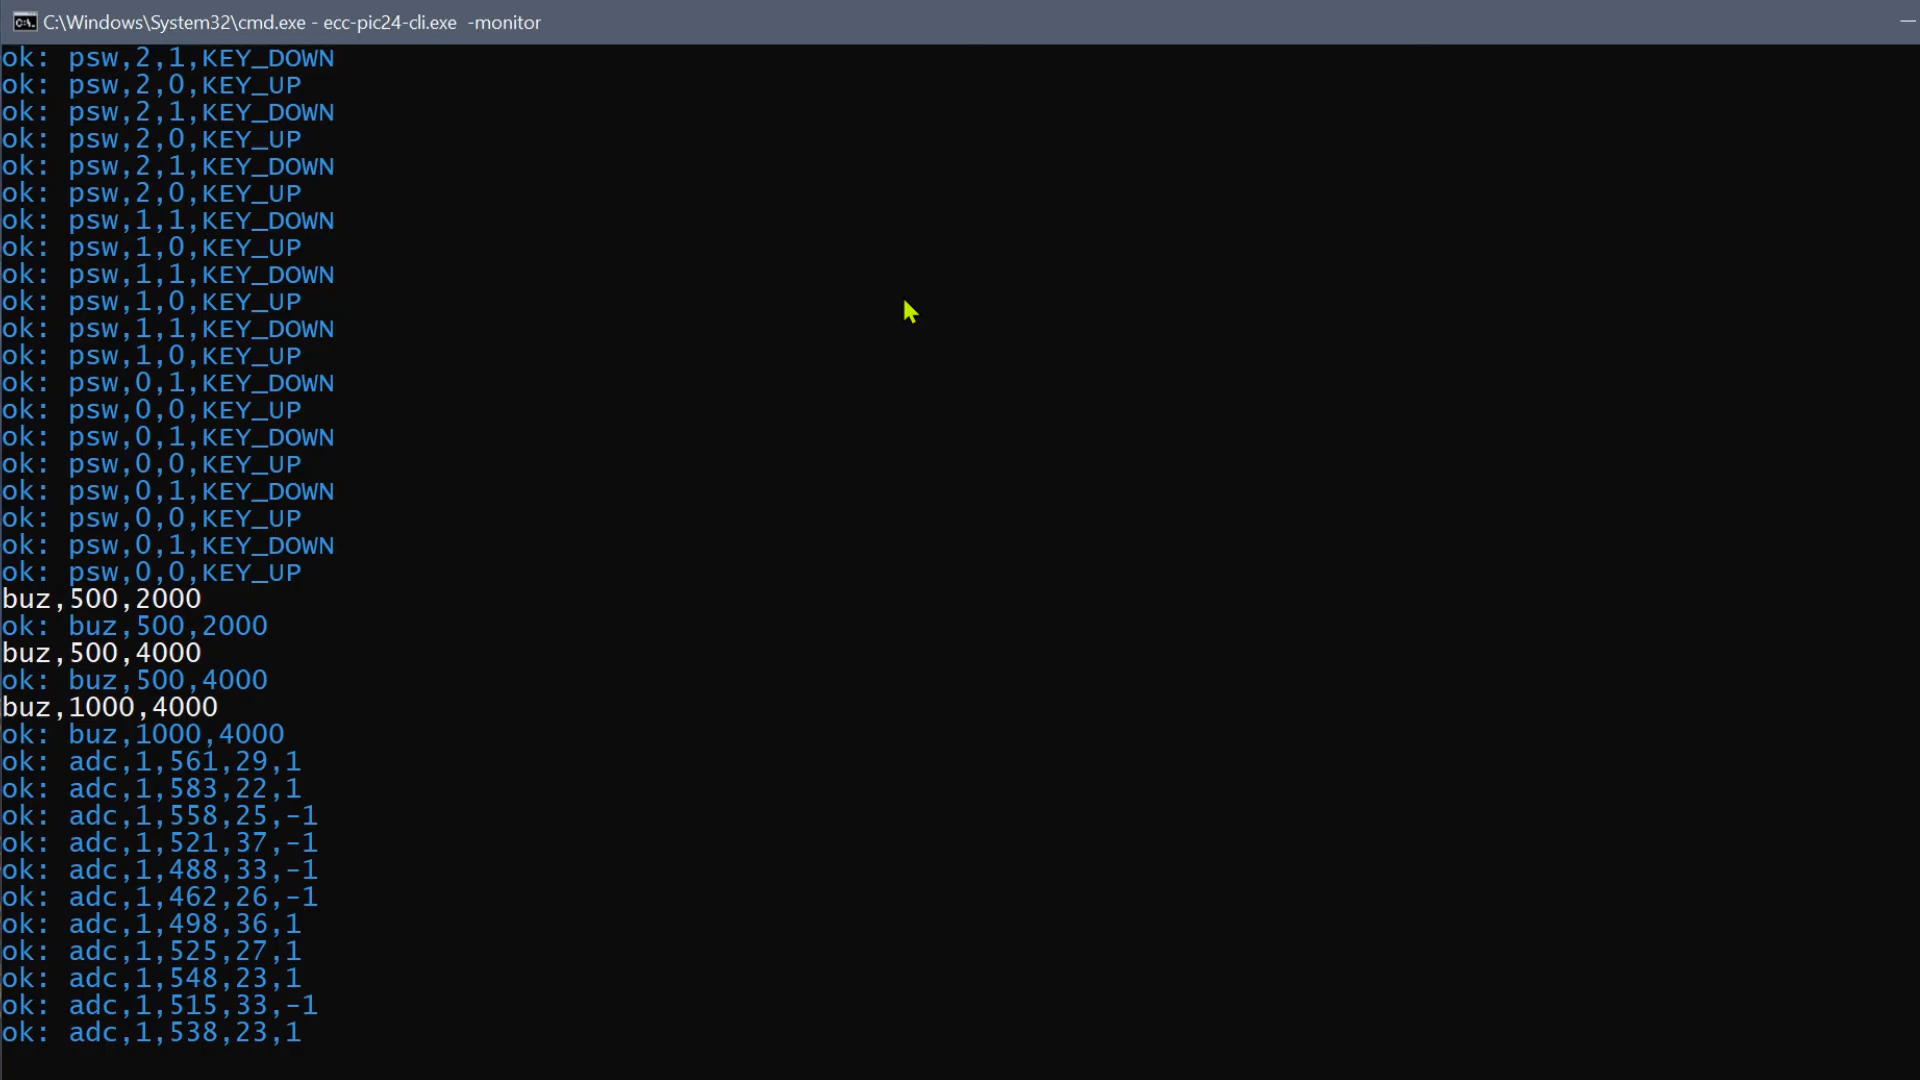 C:\Windows\System32\cmd.exe - ecc-pic24-cli.exe  -monitor
ok: psw,2,1,KEY_DOWN
ok: psw,2,0,KEY_UP
ok: psw,2,1,KEY_DOWN
ok: psw,2,0,KEY_UP
ok: psw,2,1,KEY_DOWN
ok: psw,2,0,KEY_UP
ok: psw,1,1,KEY_DOWN
ok: psw,1,0,KEY_UP
ok: psw,1,1,KEY_DOWN
ok: psw,1,0,KEY_UP
ok: psw,1,1,KEY_DOWN
ok: psw,1,0,KEY_UP
ok: psw,0,1,KEY_DOWN
ok: psw,0,0,KEY_UP
ok: psw,0,1,KEY_DOWN
ok: psw,0,0,KEY_UP
ok: psw,0,1,KEY_DOWN
ok: psw,0,0,KEY_UP
ok: psw,0,1,KEY_DOWN
ok: psw,0,0,KEY_UP
buz,500,2000
ok: buz,500,2000
buz,500,4000
ok: buz,500,4000
buz,1000,4000
ok: buz,1000,4000
ok: adc,1,561,29,1
ok: adc,1,583,22,1
ok: adc,1,558,25,-1
ok: adc,1,521,37,-1
ok: adc,1,488,33,-1
ok: adc,1,462,26,-1
ok: adc,1,498,36,1
ok: adc,1,525,27,1
ok: adc,1,548,23,1
ok: adc,1,515,33,-1
ok: adc,1,538,23,1